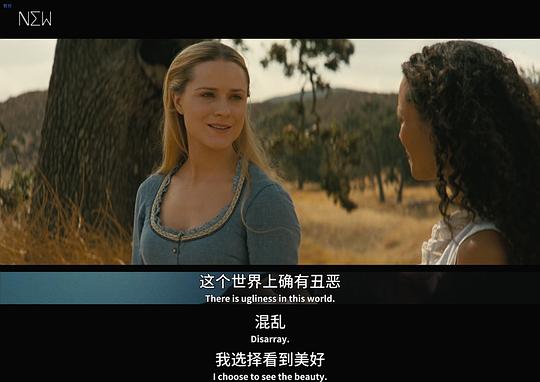 NEW
这个世界上确有丑恶
There is ugliness in this world.
混乱
Disarray.
我选择看到美好
I choose to see the beauty.